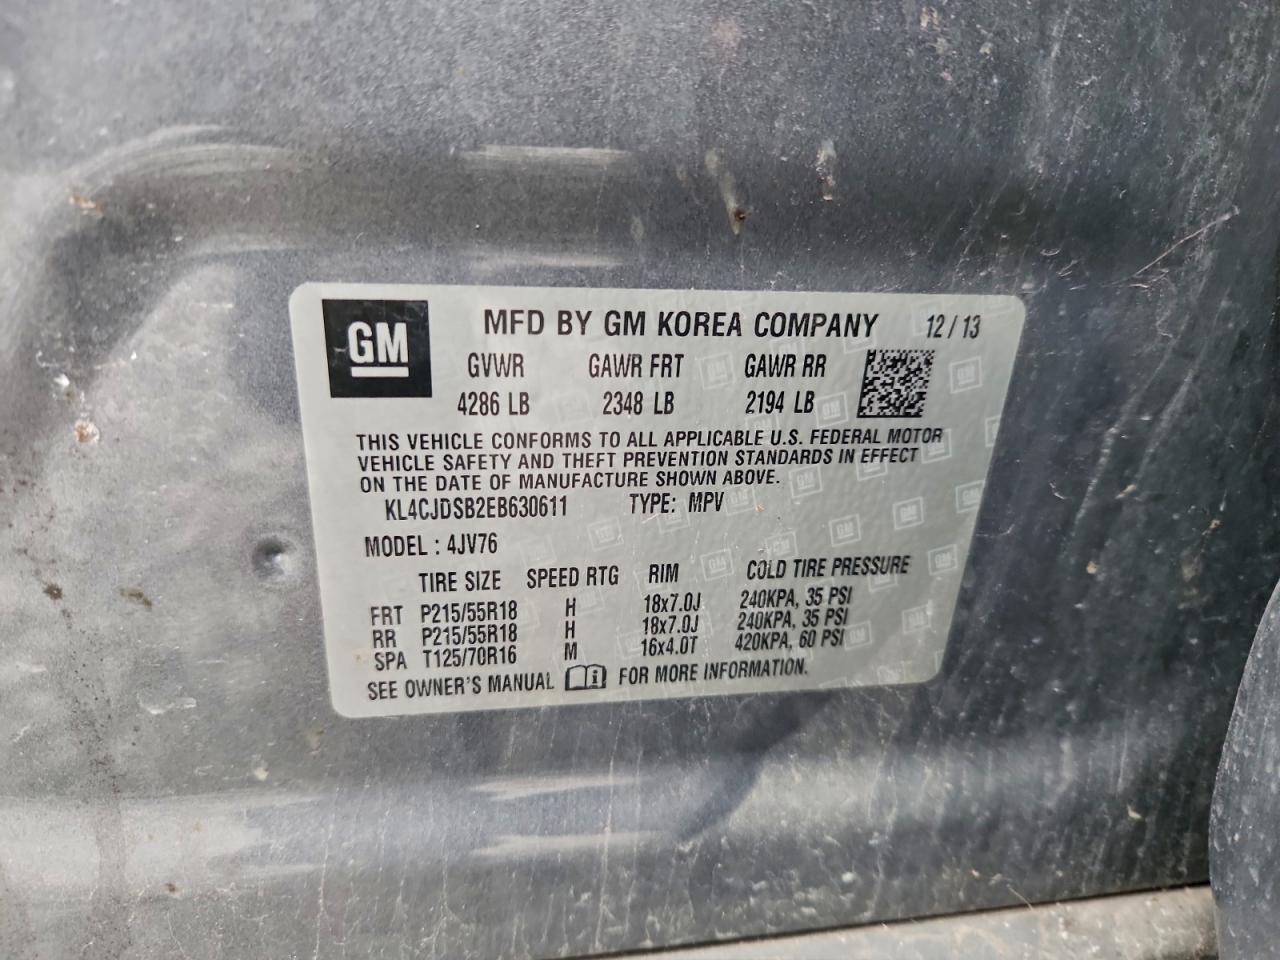 GM
MFD BY GM KOREA COMPANY 12/13
GVWR GAWR FRT GAWR RR
4286 LB 2348 LB 2194 LB
THIS VEHICLE CONFORMS TO ALL APPLICABLE U.S. FEDERAL MOTOR
VEHICLE SAFETY AND THEFT PREVENTION STANDARDS IN EFFECT
ON THE DATE OF MANUFACTURE SHOWN ABOVE.
KL4CJDSB2EB630611 TYPE: MPV
MODEL : 4JV76
TIRE SIZE SPEED RTG RIM COLD TIRE PRESSURE
FRT P215/55R18 H 18x7.0J 240KPA, 35 PSI
RR P215/55R18 H 18x7.0J 240KPA, 35 PSI
SPA T125/70R16 M 16x4.0T 420KPA, 60 PSI
SEE OWNER'S MANUAL i FOR MORE INFORMATION.